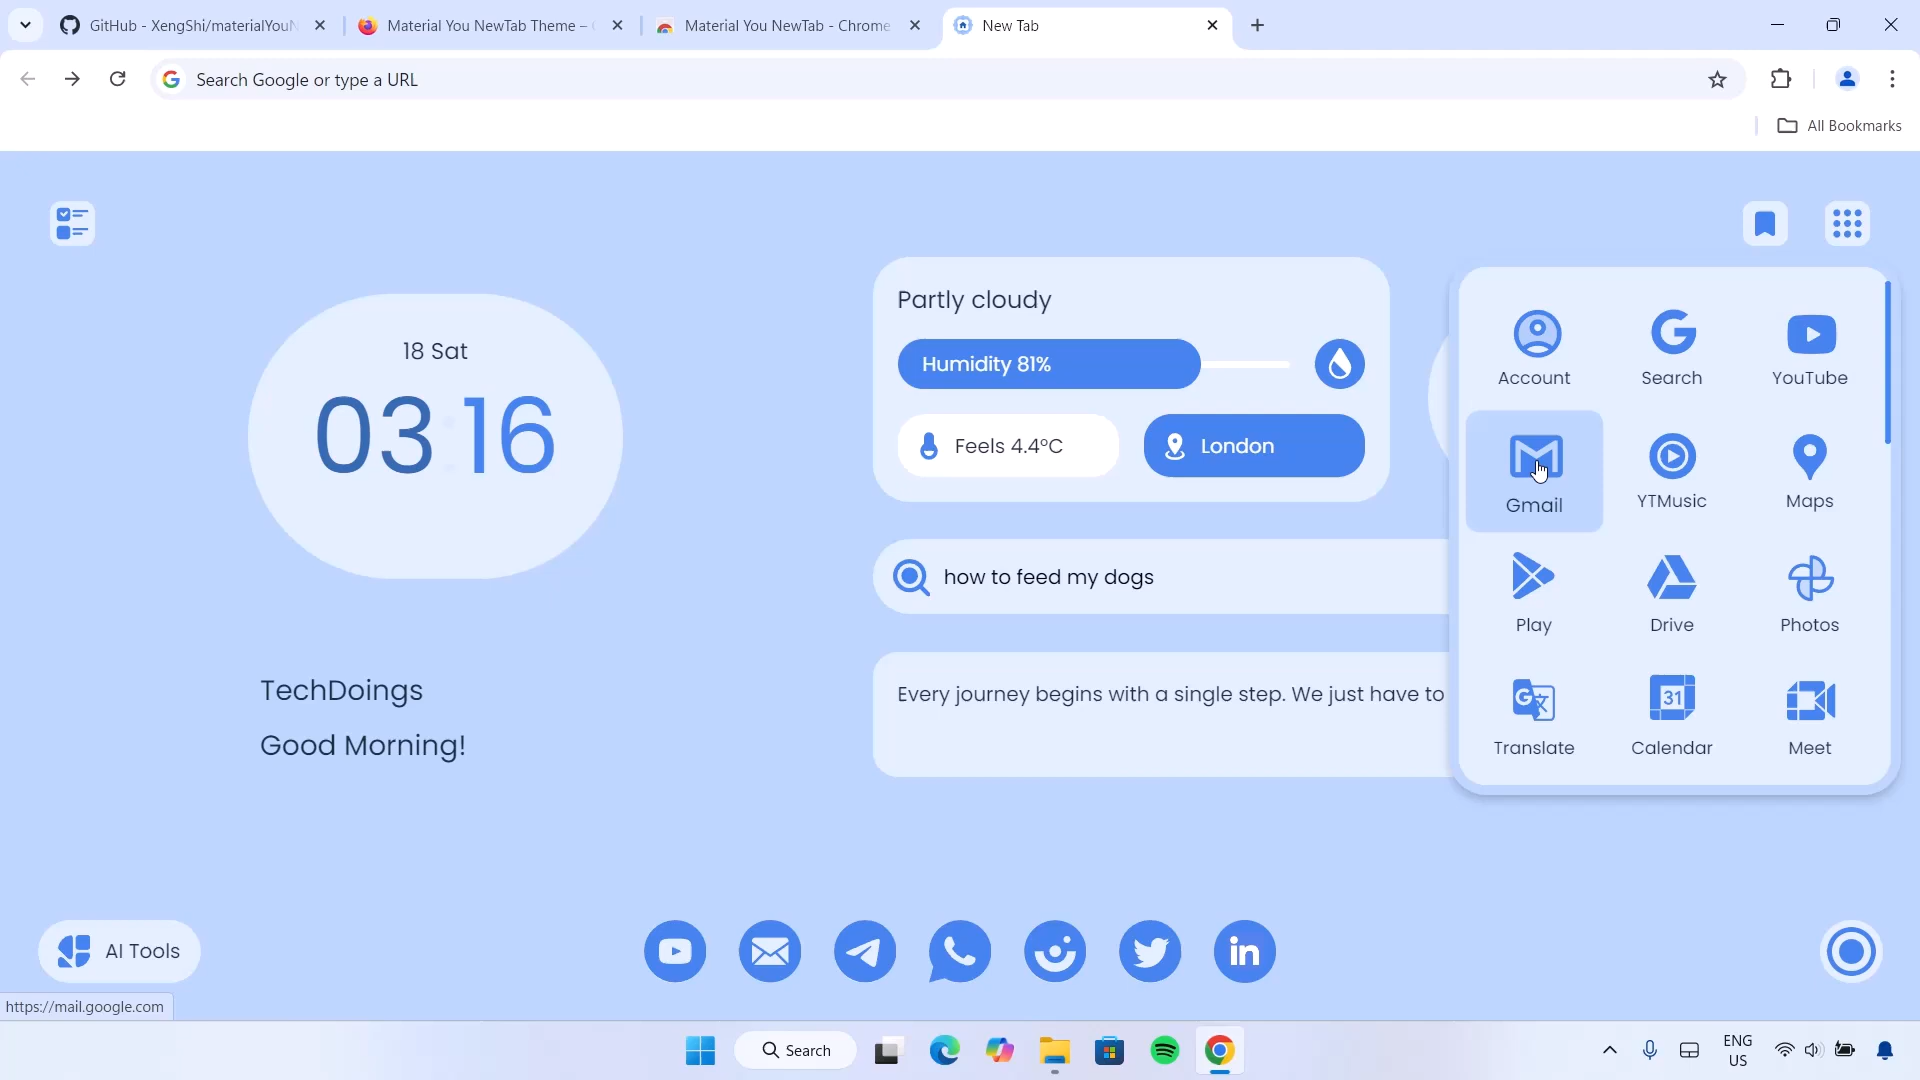 GitHub - XengShi/materialYouN
Material You NewTab Theme –
Material You NewTab - Chrome
New Tab
Search Google or type a URL
All Bookmarks
18 Sat
03:16
TechDoings
Good Morning!
Partly cloudy
Humidity 81%
Feels 4.4°C
London
how to feed my dogs
Every journey begins with a single step. We just have to
Account
Search
YouTube
Gmail
YTMusic
Maps
Play
Drive
Photos
Translate
31
Calendar
Meet
AI Tools
in
https://mail.google.com
Search
ENG
US